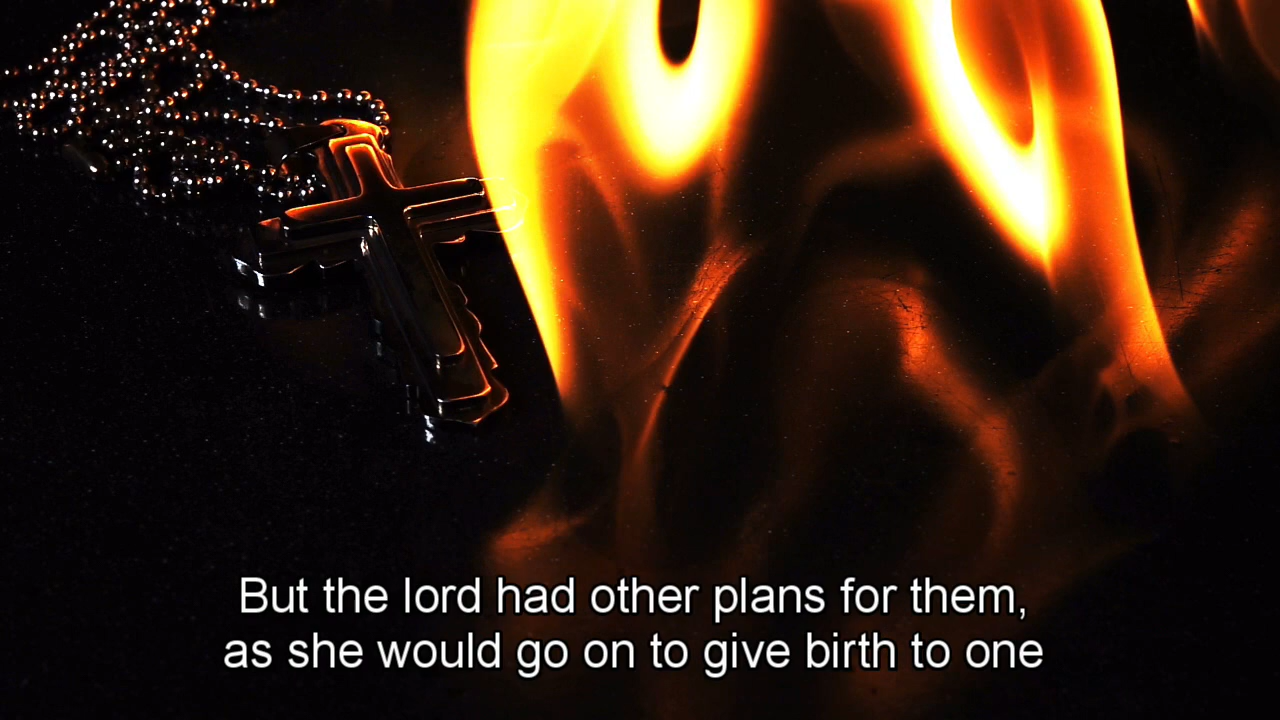 But the lord had other plans for them,
as she would go on to give birth to one